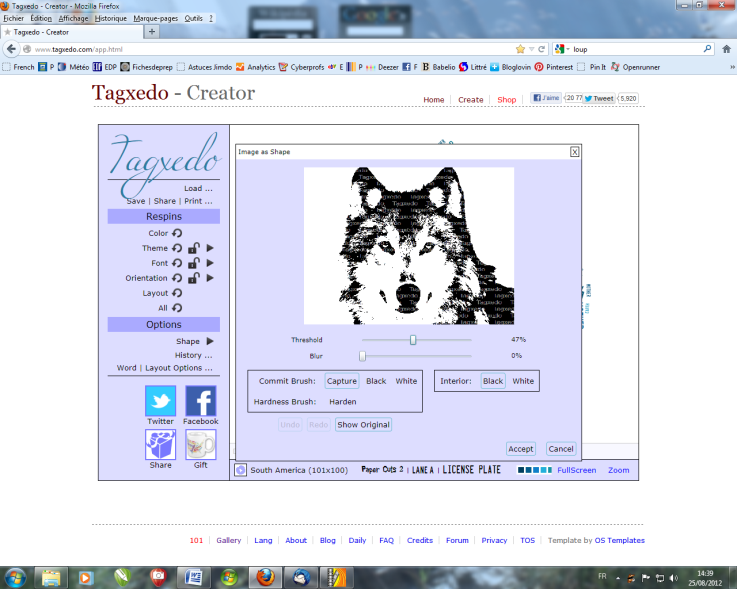 Tagxedo - Creator - Mozilla Firefox
Fichier Édition Affichage Historique Marque-pages Outils ?
Tagxedo - Creator
www.tagxedo.com/app.html
loup
French P Météo EDP Fichesdeprep Astuces Jimdo Analytics Cyberprofs E P Deezer F Babelio Littré Bloglovin Pinterest Pin It Openrunner
Tagxedo - Creator
Home Create Shop J'aime 20 77 Tweet 5,920
Tagxedo
Load ...
Save | Share | Print ...
Respins
Color
Theme
Font
Orientation
Layout
All
Options
Shape
History ...
Word | Layout Options ...
Twitter Facebook
Share Gift
Image as Shape X
Tagxedo
Threshold 47%
Blur 0%
Commit Brush: Capture Black White
Hardness Brush: Harden
Interior: Black White
Undo Redo Show Original
Accept Cancel
South America (101x100) Paper Cuts 2 | LANE A | LICENSE PLATE FullScreen Zoom
101 Gallery Lang About Blog Daily FAQ Credits Forum Privacy TOS Template by OS Templates
FR 14:39
25/08/2012